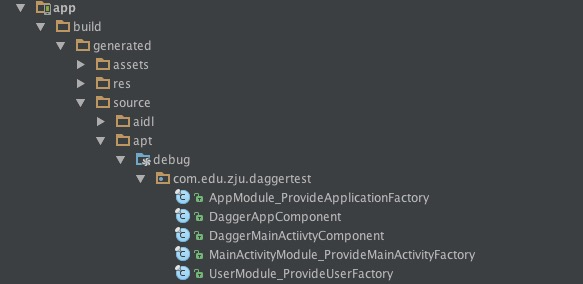 app
build
generated
assets
res
source
aidl
apt
debug
com.edu.zju.daggertest
AppModule_ProvideApplicationFactory
DaggerAppComponent
DaggerMainActiivtyComponent
MainActivityModule_ProvideMainActivityFactory
UserModule_ProvideUserFactory